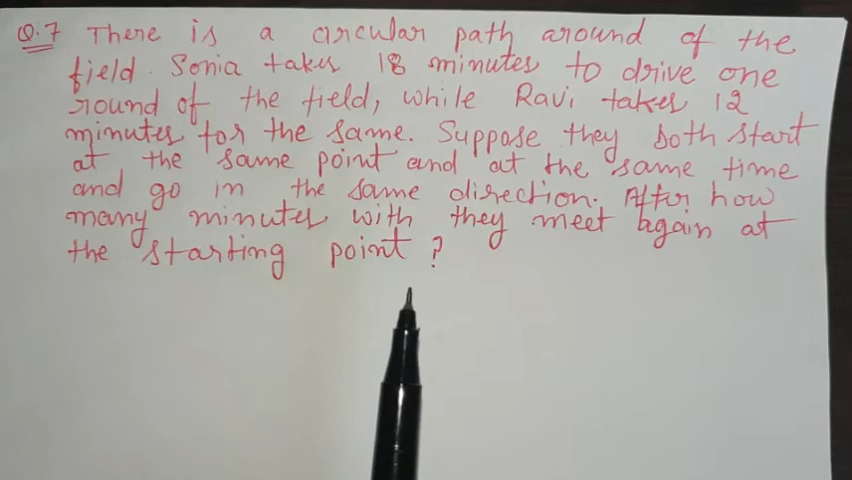 Q.7 There is a circular path around of the
field. Sonia takes 18 minutes to drive one
round of the field, while Ravi takes 12
minutes for the same. Suppose they both start
at the same point and at the same time
and go in the same direction. After how
many minutes with they meet again at
the starting point ?